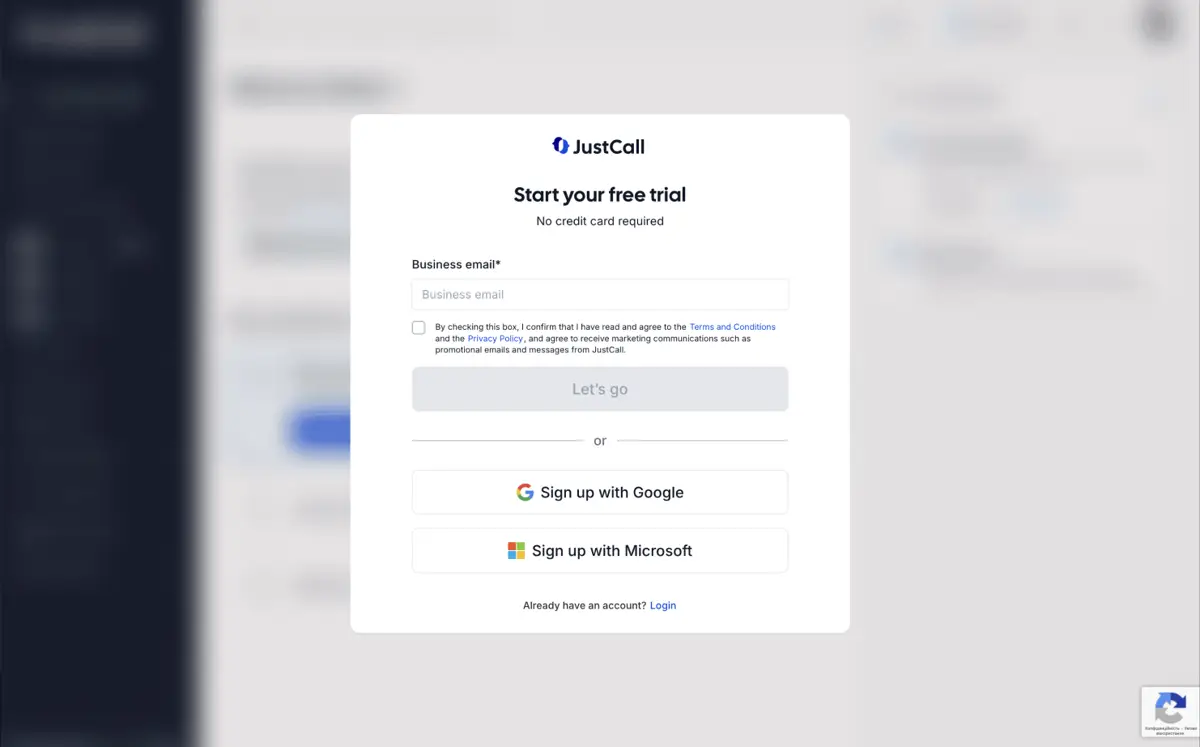 JustCall
Start your free trial
No credit card required
Business email*
Business email
By checking this box, I confirm that I have read and agree to the Terms and Conditions
and the Privacy Policy, and agree to receive marketing communications such as
promotional emails and messages from JustCall.
Let's go
or
Sign up with Google
Sign up with Microsoft
Already have an account? Login
Конфіденційність - Умови
використання